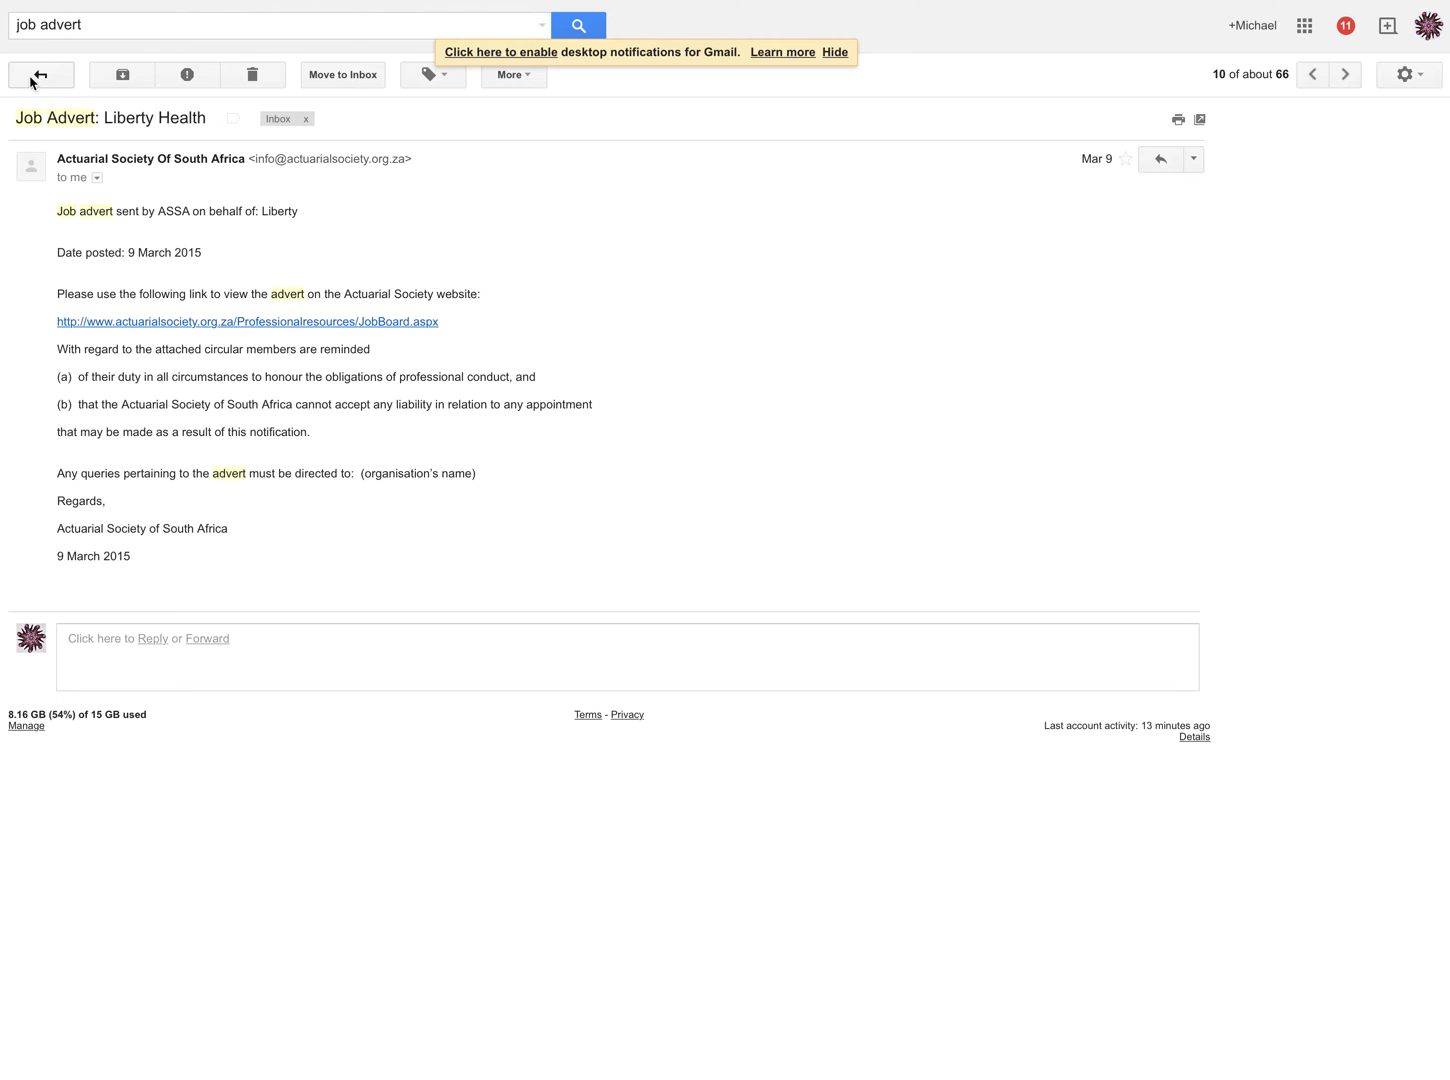 job advert
+Michael
11
Click here to enable desktop notifications for Gmail. Learn more Hide
Move to Inbox
More
10 of about 66
Job Advert: Liberty Health
Inbox x
Actuarial Society Of South Africa <info@actuarialsociety.org.za>
Mar 9
to me
Job advert sent by ASSA on behalf of: Liberty
Date posted: 9 March 2015
Please use the following link to view the advert on the Actuarial Society website:
http://www.actuarialsociety.org.za/Professionalresources/JobBoard.aspx
With regard to the attached circular members are reminded
(a) of their duty in all circumstances to honour the obligations of professional conduct, and
(b) that the Actuarial Society of South Africa cannot accept any liability in relation to any appointment
that may be made as a result of this notification.
Any queries pertaining to the advert must be directed to: (organisation's name)
Regards,
Actuarial Society of South Africa
9 March 2015
Click here to Reply or Forward
8.16 GB (54%) of 15 GB used
Manage
Terms - Privacy
Last account activity: 13 minutes ago
Details